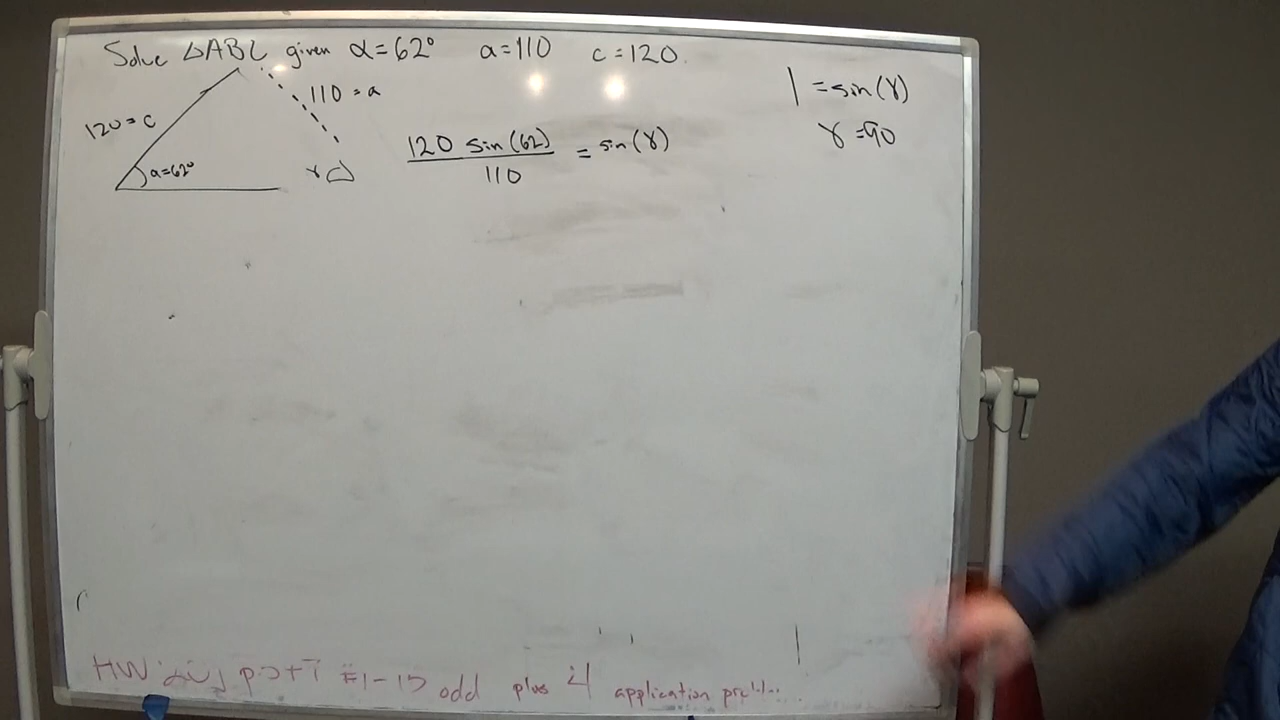 Solve △ABC given α=62° a=110 c=120.
120=c
110=a
a=62°
γ
120 sin(62)
110
= sin(γ)
1 = sin(γ)
γ=90
HW #1-15 odd plus 4 application